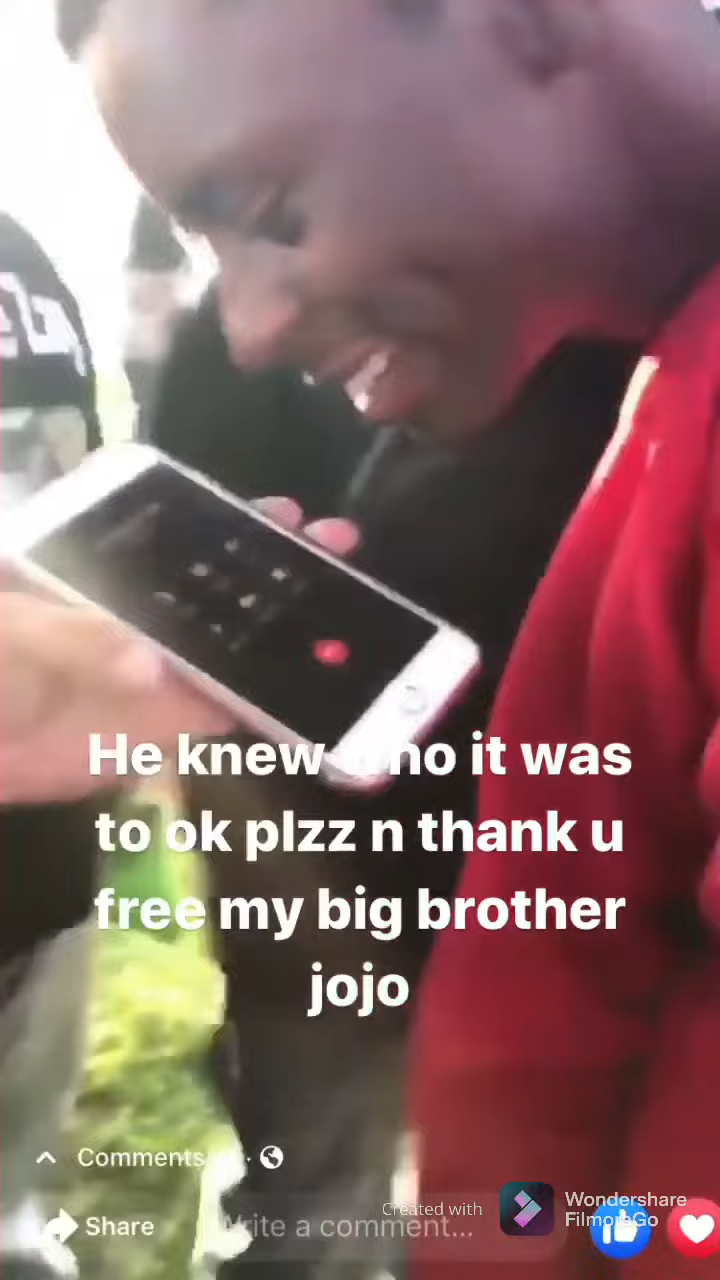 He knew who it was
to ok plzz n thank u
free my big brother
jojo
Comments
Share
Write a comment...
Created with
Wondershare
FilmoraGo